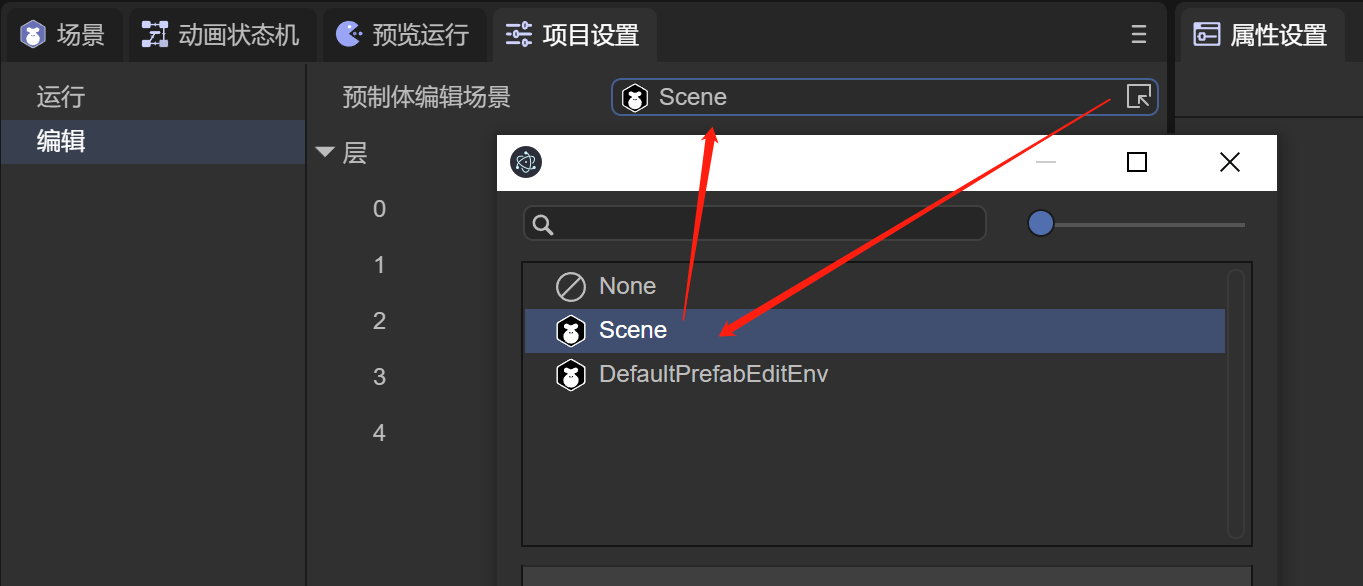 场景 动画状态机 预览运行 项目设置 属性设置
运行
编辑
预制体编辑场景 Scene
层
0
1
2
3
4
None
Scene
DefaultPrefabEditEnv